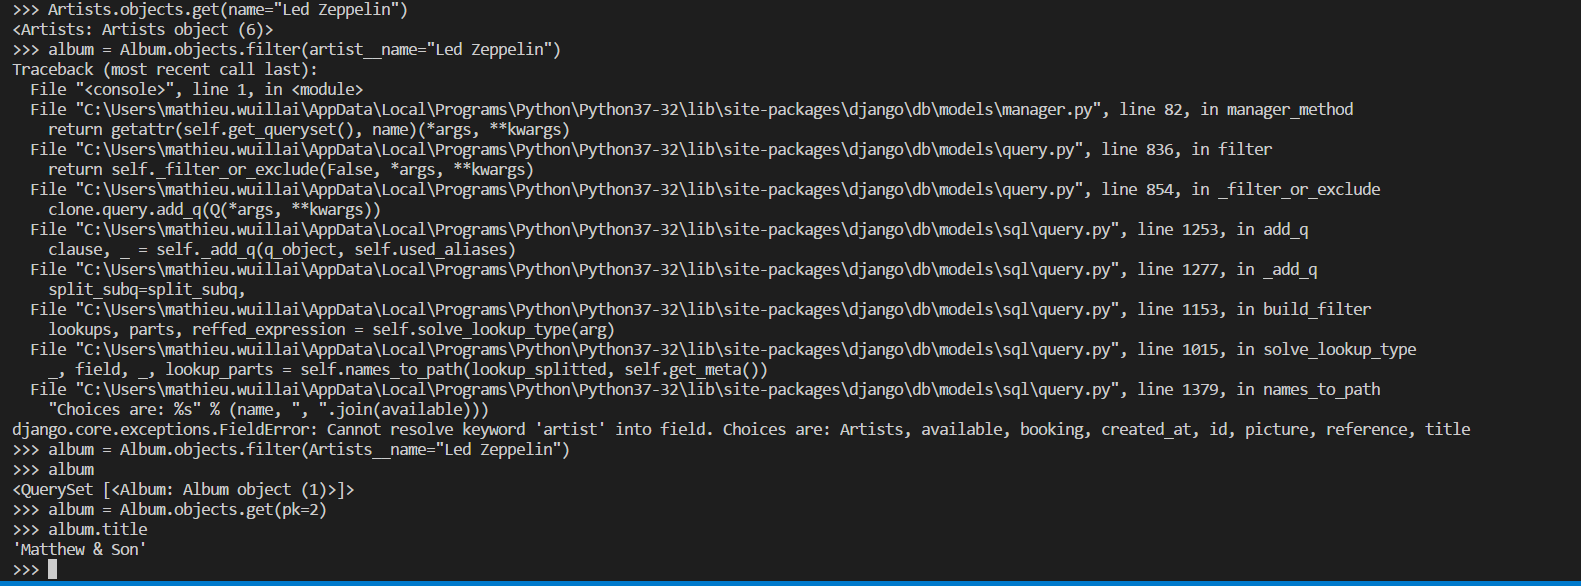 >>> Artists.objects.get(name="Led Zeppelin")
<Artists: Artists object (6)>
>>> album = Album.objects.filter(artist__name="Led Zeppelin")
Traceback (most recent call last):
  File "<console>", line 1, in <module>
  File "C:\Users\mathieu.wuillai\AppData\Local\Programs\Python\Python37-32\lib\site-packages\django\db\models\manager.py", line 82, in manager_method
    return getattr(self.get_queryset(), name)(*args, **kwargs)
  File "C:\Users\mathieu.wuillai\AppData\Local\Programs\Python\Python37-32\lib\site-packages\django\db\models\query.py", line 836, in filter
    return self._filter_or_exclude(False, *args, **kwargs)
  File "C:\Users\mathieu.wuillai\AppData\Local\Programs\Python\Python37-32\lib\site-packages\django\db\models\query.py", line 854, in _filter_or_exclude
    clone.query.add_q(Q(*args, **kwargs))
  File "C:\Users\mathieu.wuillai\AppData\Local\Programs\Python\Python37-32\lib\site-packages\django\db\models\sql\query.py", line 1253, in add_q
    clause, _ = self._add_q(q_object, self.used_aliases)
  File "C:\Users\mathieu.wuillai\AppData\Local\Programs\Python\Python37-32\lib\site-packages\django\db\models\sql\query.py", line 1277, in _add_q
    split_subq=split_subq,
  File "C:\Users\mathieu.wuillai\AppData\Local\Programs\Python\Python37-32\lib\site-packages\django\db\models\sql\query.py", line 1153, in build_filter
    lookups, parts, reffed_expression = self.solve_lookup_type(arg)
  File "C:\Users\mathieu.wuillai\AppData\Local\Programs\Python\Python37-32\lib\site-packages\django\db\models\sql\query.py", line 1015, in solve_lookup_type
    _, field, _, lookup_parts = self.names_to_path(lookup_splitted, self.get_meta())
  File "C:\Users\mathieu.wuillai\AppData\Local\Programs\Python\Python37-32\lib\site-packages\django\db\models\sql\query.py", line 1379, in names_to_path
    "Choices are: %s" % (name, ", ".join(available)))
django.core.exceptions.FieldError: Cannot resolve keyword 'artist' into field. Choices are: Artists, available, booking, created_at, id, picture, reference, title
>>> album = Album.objects.filter(Artists__name="Led Zeppelin")
>>> album
<QuerySet [<Album: Album object (1)>]>
>>> album = Album.objects.get(pk=2)
>>> album.title
'Matthew & Son'
>>>